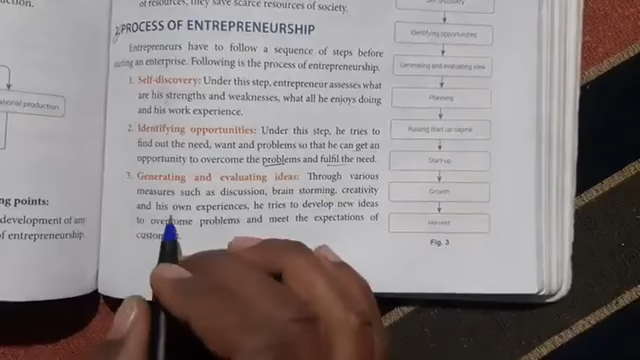 ction.
ational production
ng points:
development of any
of entrepreneurship.
of resources, they save scarce resources of society.
PROCESS OF ENTREPRENEURSHIP
Entrepreneurs have to follow a sequence of steps before
an enterprise. Following is the process of entrepreneurship.
1. Self-discovery: Under this step, entrepreneur assesses what
are his strengths and weaknesses, what all he enjoys doing
and his work experience.
2. Identifying opportunities: Under this step, he tries to
find out the need, want and problems so that he can get an
opportunity to overcome the problems and fulfil the need.
3. Generating and evaluating ideas: Through various
measures such as discussion, brain storming, creativity
and his own experiences, he tries to develop new ideas
to overcome problems and meet the expectations of
Self discovery
Identifying opportunities
Generating and evaluating idea
Planning
Raising start up capital
Start-up
Growth
Harvest
Fig. 3